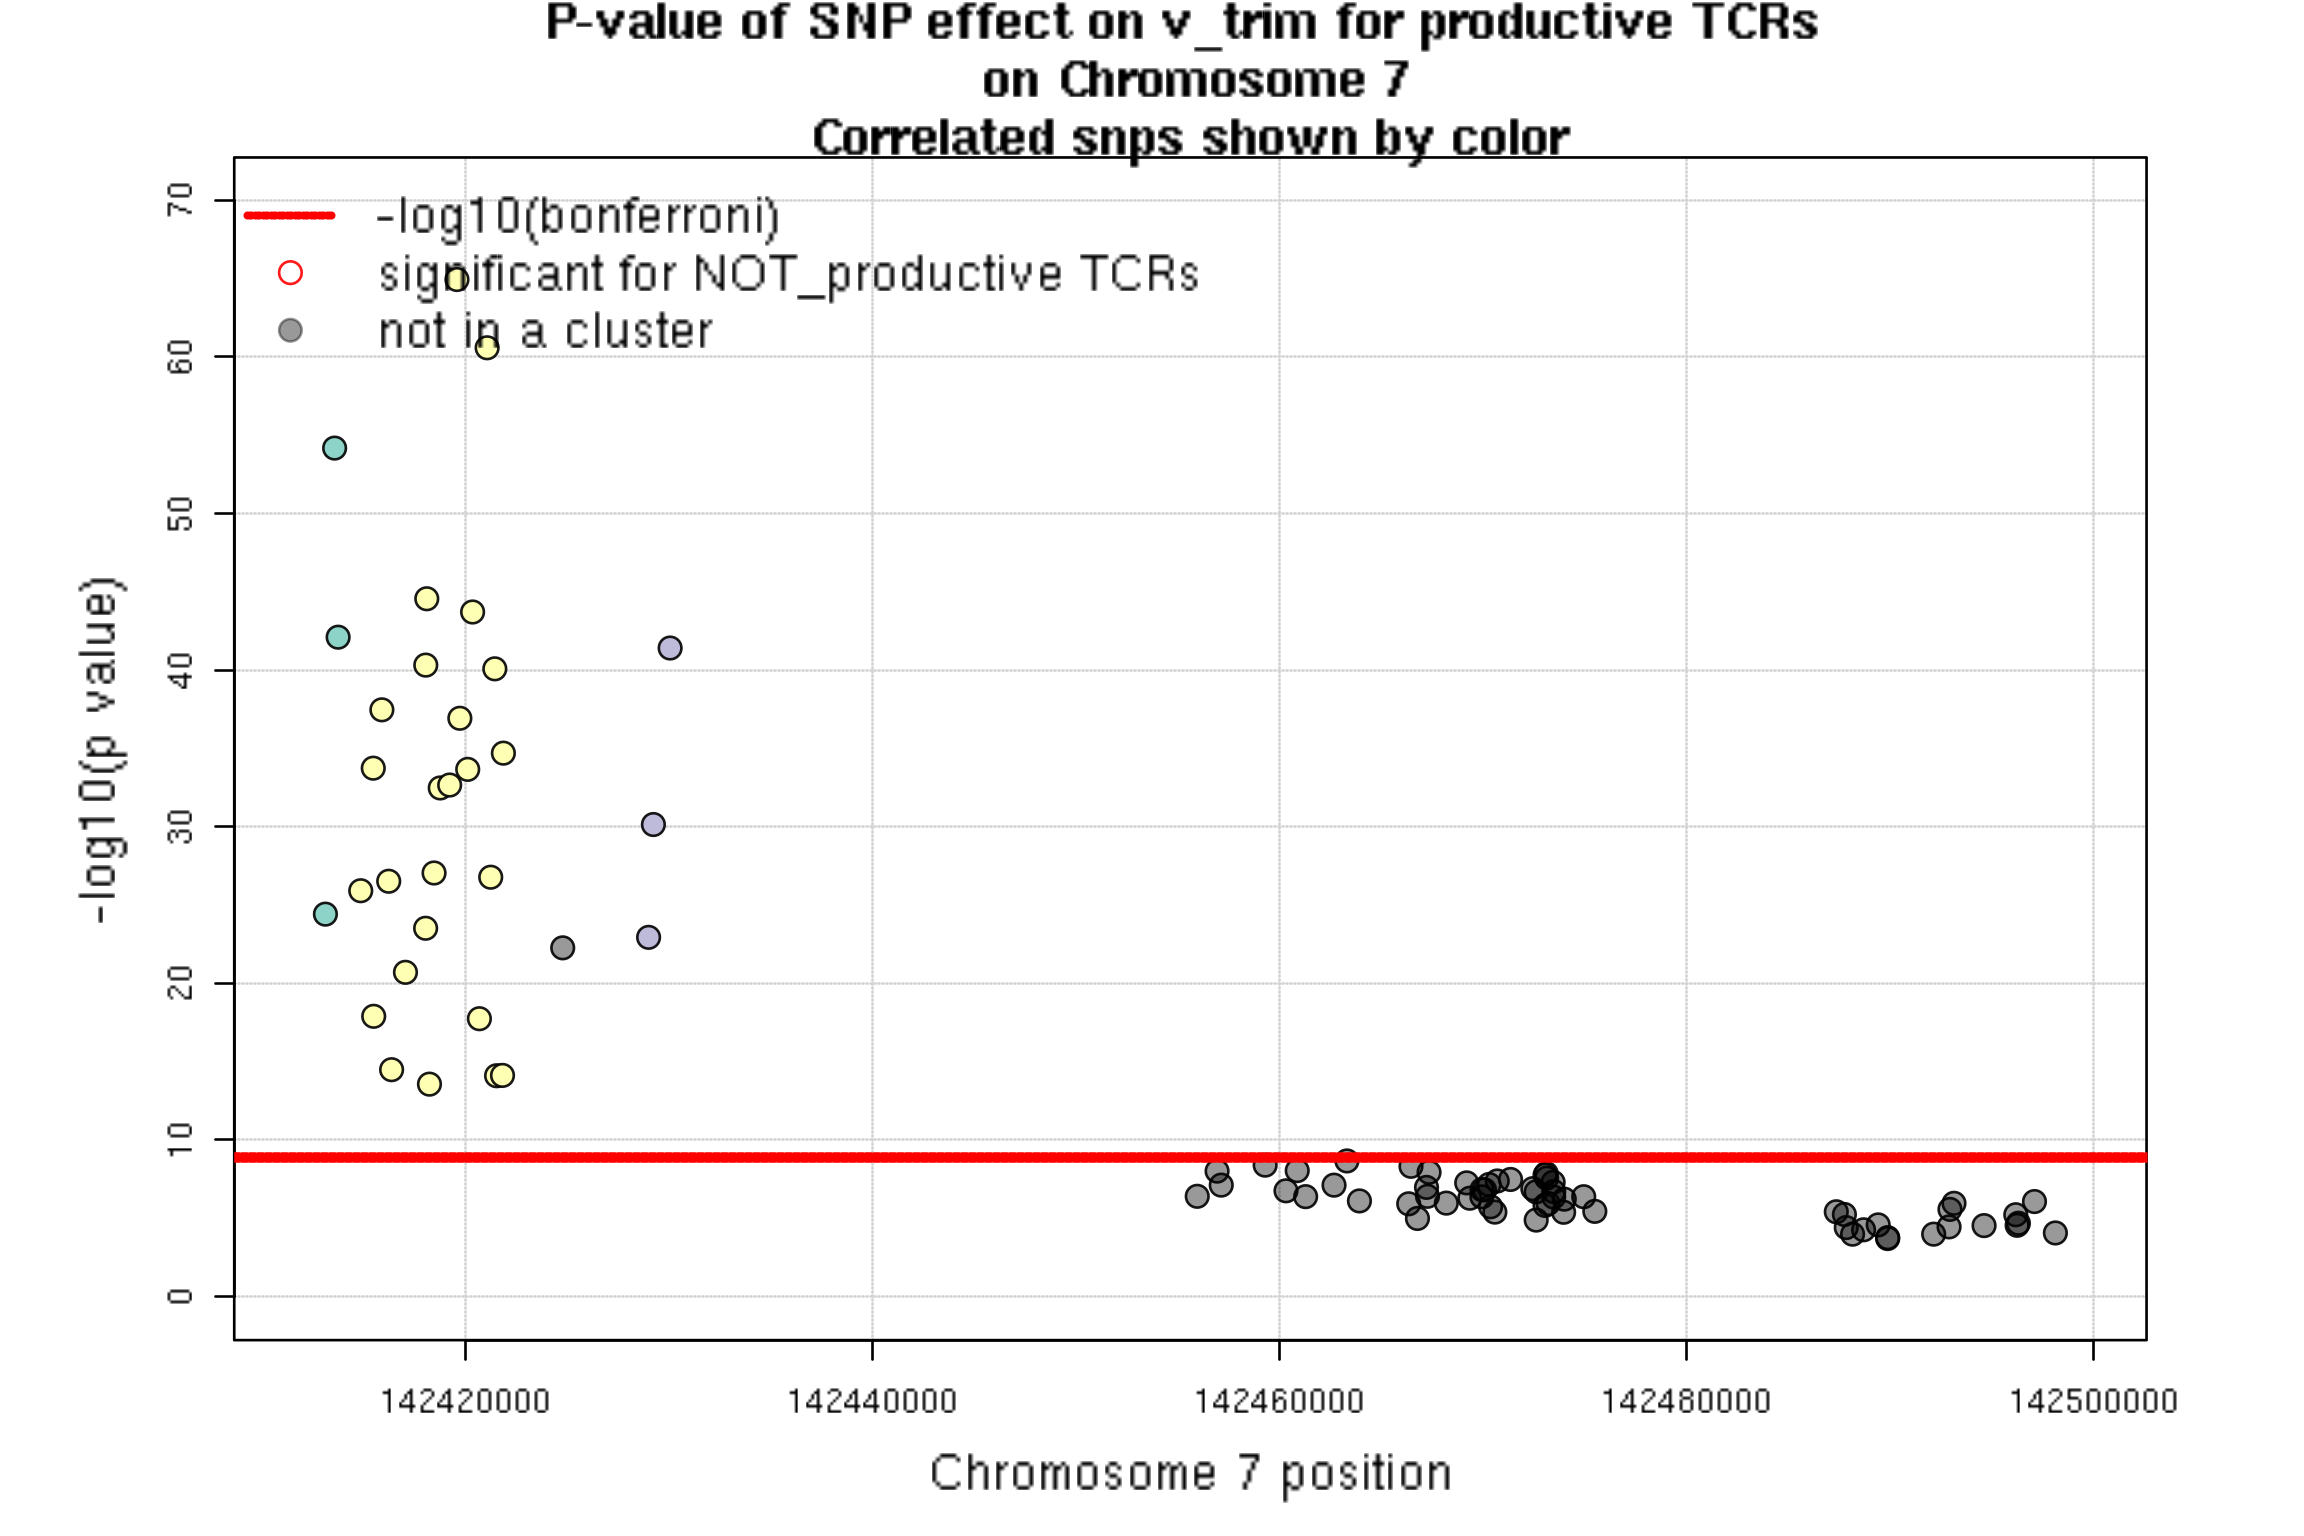 P-value of SNP effect on v_trim for productive TCRs
on Chromosome 7
Correlated snps shown by color
-log10(bonferroni)
significant for NOT_productive TCRs
not in a cluster
-log10(p value)
70
60
50
40
30
20
10
0
142420000 142440000 142460000 142480000 142500000
Chromosome 7 position